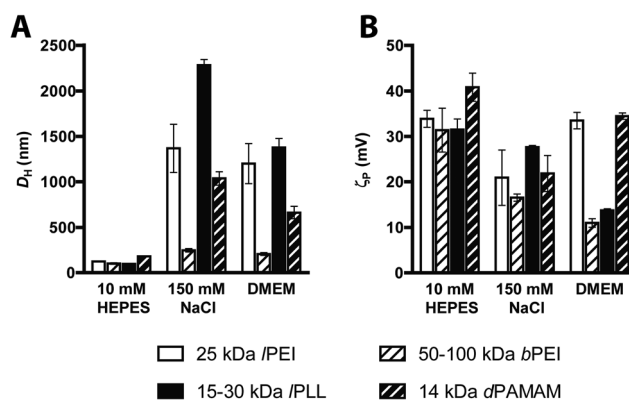 A
B
2500
2000
1500
1000
500
0
D_H (nm)
10 mM HEPES
150 mM NaCl
DMEM
50
40
30
20
10
0
ζ_P (mV)
10 mM HEPES
150 mM NaCl
DMEM
25 kDa lPEI
50-100 kDa bPEI
15-30 kDa lPLL
14 kDa dPAMAM